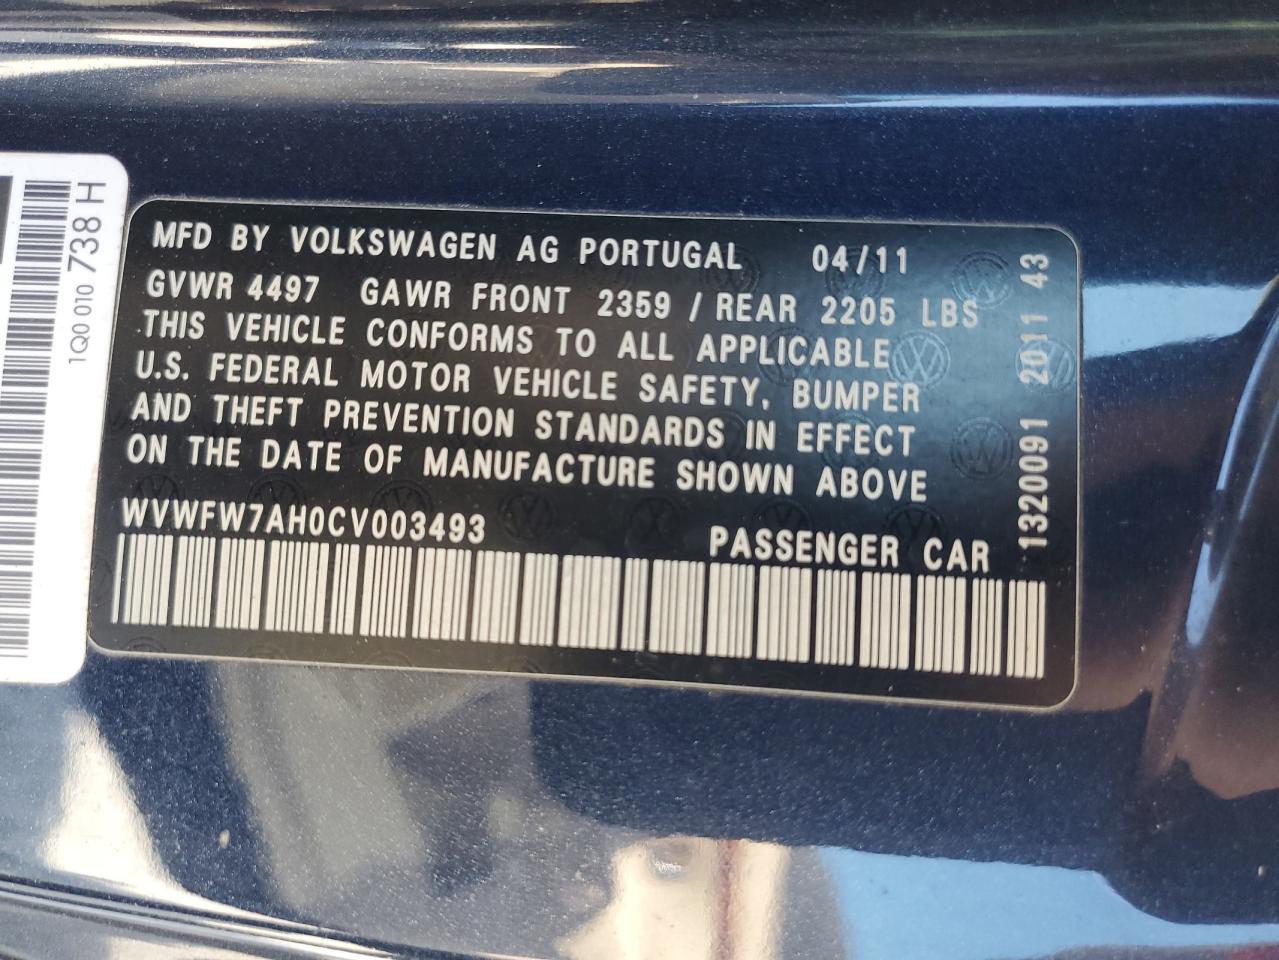 MFD BY VOLKSWAGEN AG PORTUGAL 04/11
GVWR 4497 GAWR FRONT 2359 / REAR 2205 LBS
THIS VEHICLE CONFORMS TO ALL APPLICABLE
U.S. FEDERAL MOTOR VEHICLE SAFETY, BUMPER
AND THEFT PREVENTION STANDARDS IN EFFECT
ON THE DATE OF MANUFACTURE SHOWN ABOVE
WVWFW7AH0CV003493 PASSENGER CAR
1320091 2011 43
1Q0 010 738 H